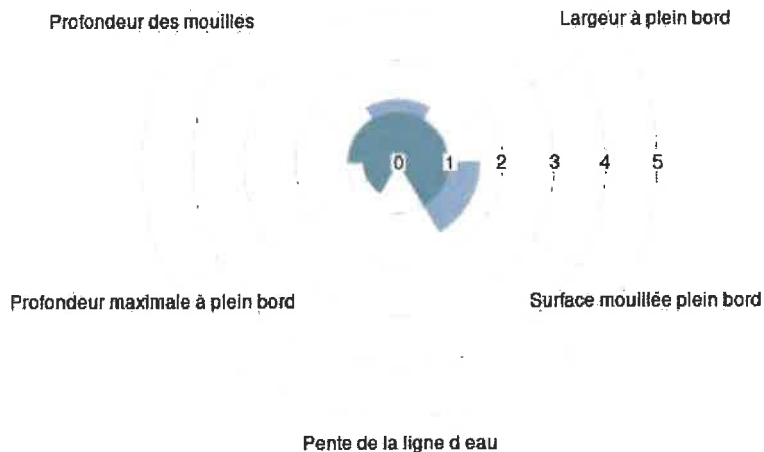 Profondeur des mouilles
Largeur à plein bord
0 1 2 3 4 5
Profondeur maximale à plein bord
Surface mouillée plein bord
Pente de la ligne d eau